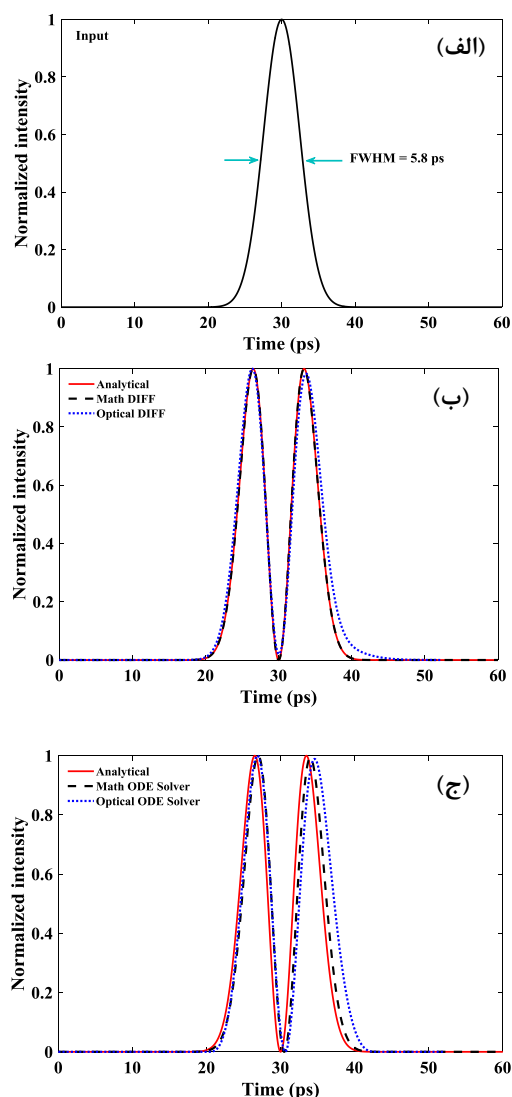 (الف)
Input
FWHM = 5.8 ps
Normalized intensity
1
0.8
0.6
0.4
0.2
0
0 10 20 30 40 50 60
Time (ps)
(ب)
Analytical
Math DIFF
Optical DIFF
Normalized intensity
1
0.8
0.6
0.4
0.2
0
0 10 20 30 40 50 60
Time (ps)
(ج)
Analytical
Math ODE Solver
Optical ODE Solver
Normalized intensity
1
0.8
0.6
0.4
0.2
0
0 10 20 30 40 50 60
Time (ps)